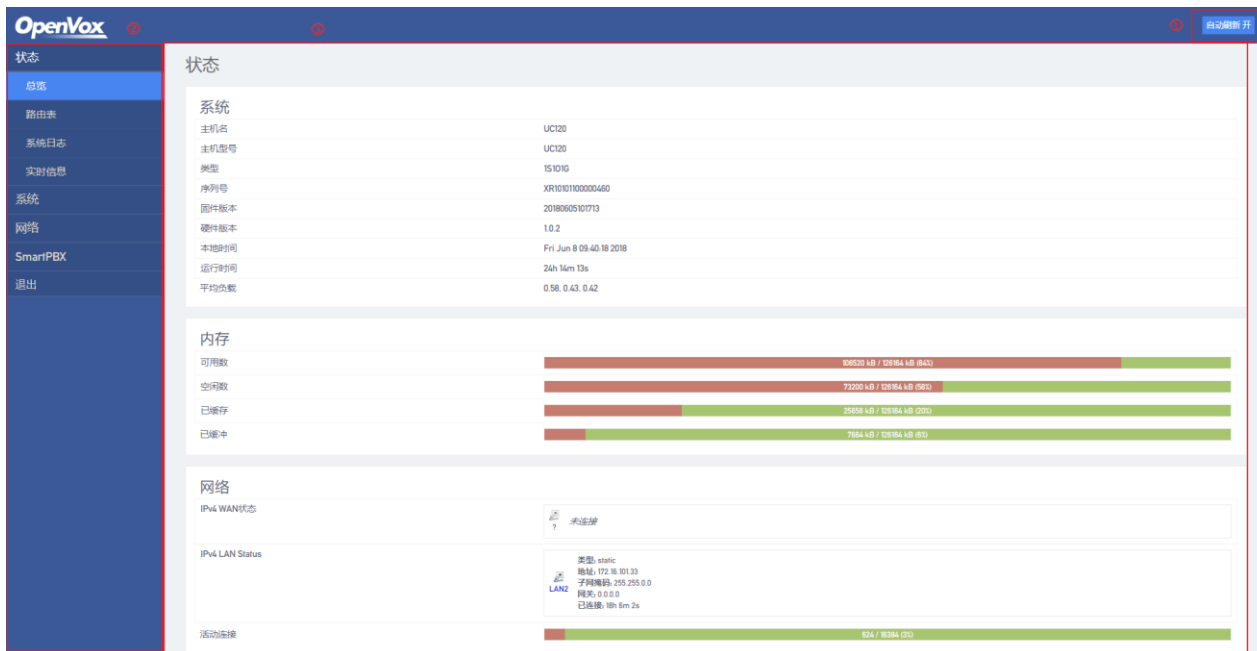 OpenVox ② ③ ① 自动刷新 开
状态
总览
路由表
系统日志
实时信息
系统
网络
SmartPBX
退出
状态
系统
主机名 UC120
主机型号 UC120
类型 1S1O1G
序列号 XR10101100000460
固件版本 20180605101713
硬件版本 1.0.2
本地时间 Fri Jun 8 09:40:18 2018
运行时间 24h 14m 13s
平均负载 0.58, 0.43, 0.42
内存
可用数 106520 kB / 126164 kB (84%)
空闲数 73200 kB / 126164 kB (58%)
已缓存 25656 kB / 126164 kB (20%)
已缓冲 7664 kB / 126164 kB (6%)
网络
IPv4 WAN状态 ? 未连接
IPv4 LAN Status
类型: static
地址: 172.16.101.33
子网掩码: 255.255.0.0
LAN2
网关: 0.0.0.0
已连接: 18h 6m 2s
活动连接 624 / 16384 (3%)